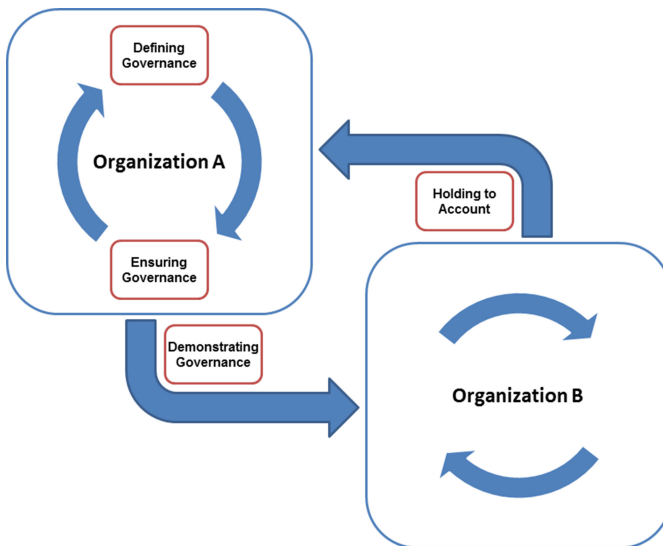 Defining
Governance
Organization A
Holding to
Account
Ensuring
Governance
Demonstrating
Governance
Organization B